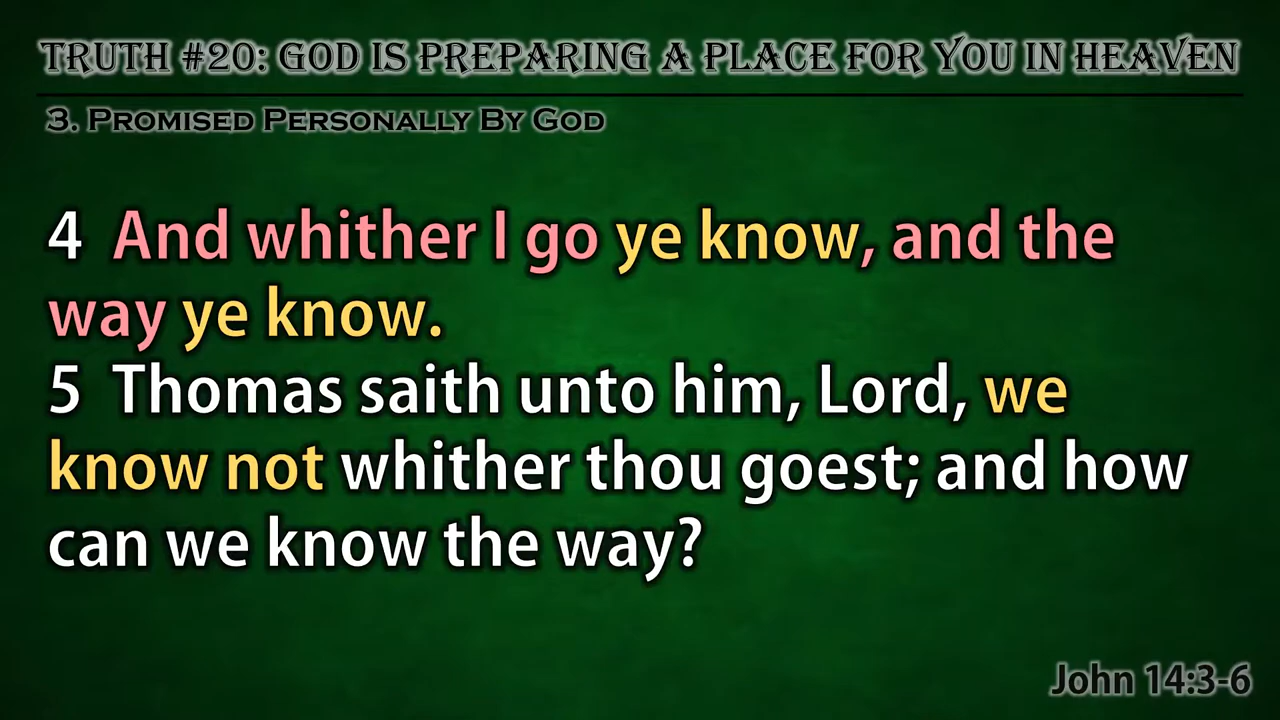 TRUTH #20: GOD IS PREPARING A PLACE FOR YOU IN HEAVEN
3. Promised Personally By God
4 And whither I go ye know, and the
way ye know.
5 Thomas saith unto him, Lord, we
know not whither thou goest; and how
can we know the way?
John 14:3-6